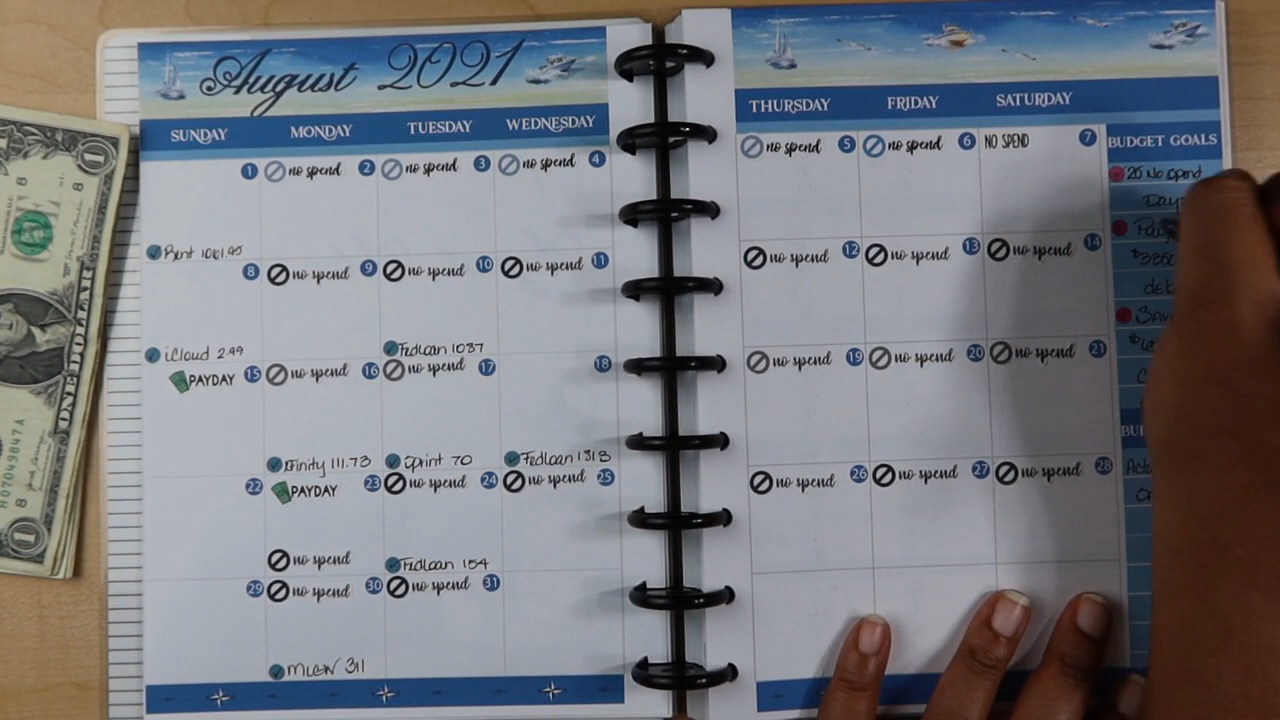 August 2021
SUNDAY MONDAY TUESDAY WEDNESDAY THURSDAY FRIDAY SATURDAY
BUDGET GOALS
1 no spend 2 no spend 3 no spend 4 no spend 5 no spend 6 NO SPEND 7
20 No Spend
Days
Rent 1061.95
8 no spend 9 no spend 10 no spend 11 no spend 12 no spend 13 no spend 14
iCloud 2.99 Fedloan 1037
PAYDAY 15 no spend 16 no spend 17 18 no spend 19 no spend 20 no spend 21
Xfinity 111.73 Sprint 70 Fedloan 1313
22 PAYDAY 23 no spend 24 no spend 25 no spend 26 no spend 27 no spend 28
no spend Fedloan 154
29 no spend 30 no spend 31
311
ONE DOLLAR
H07049847A
8
1